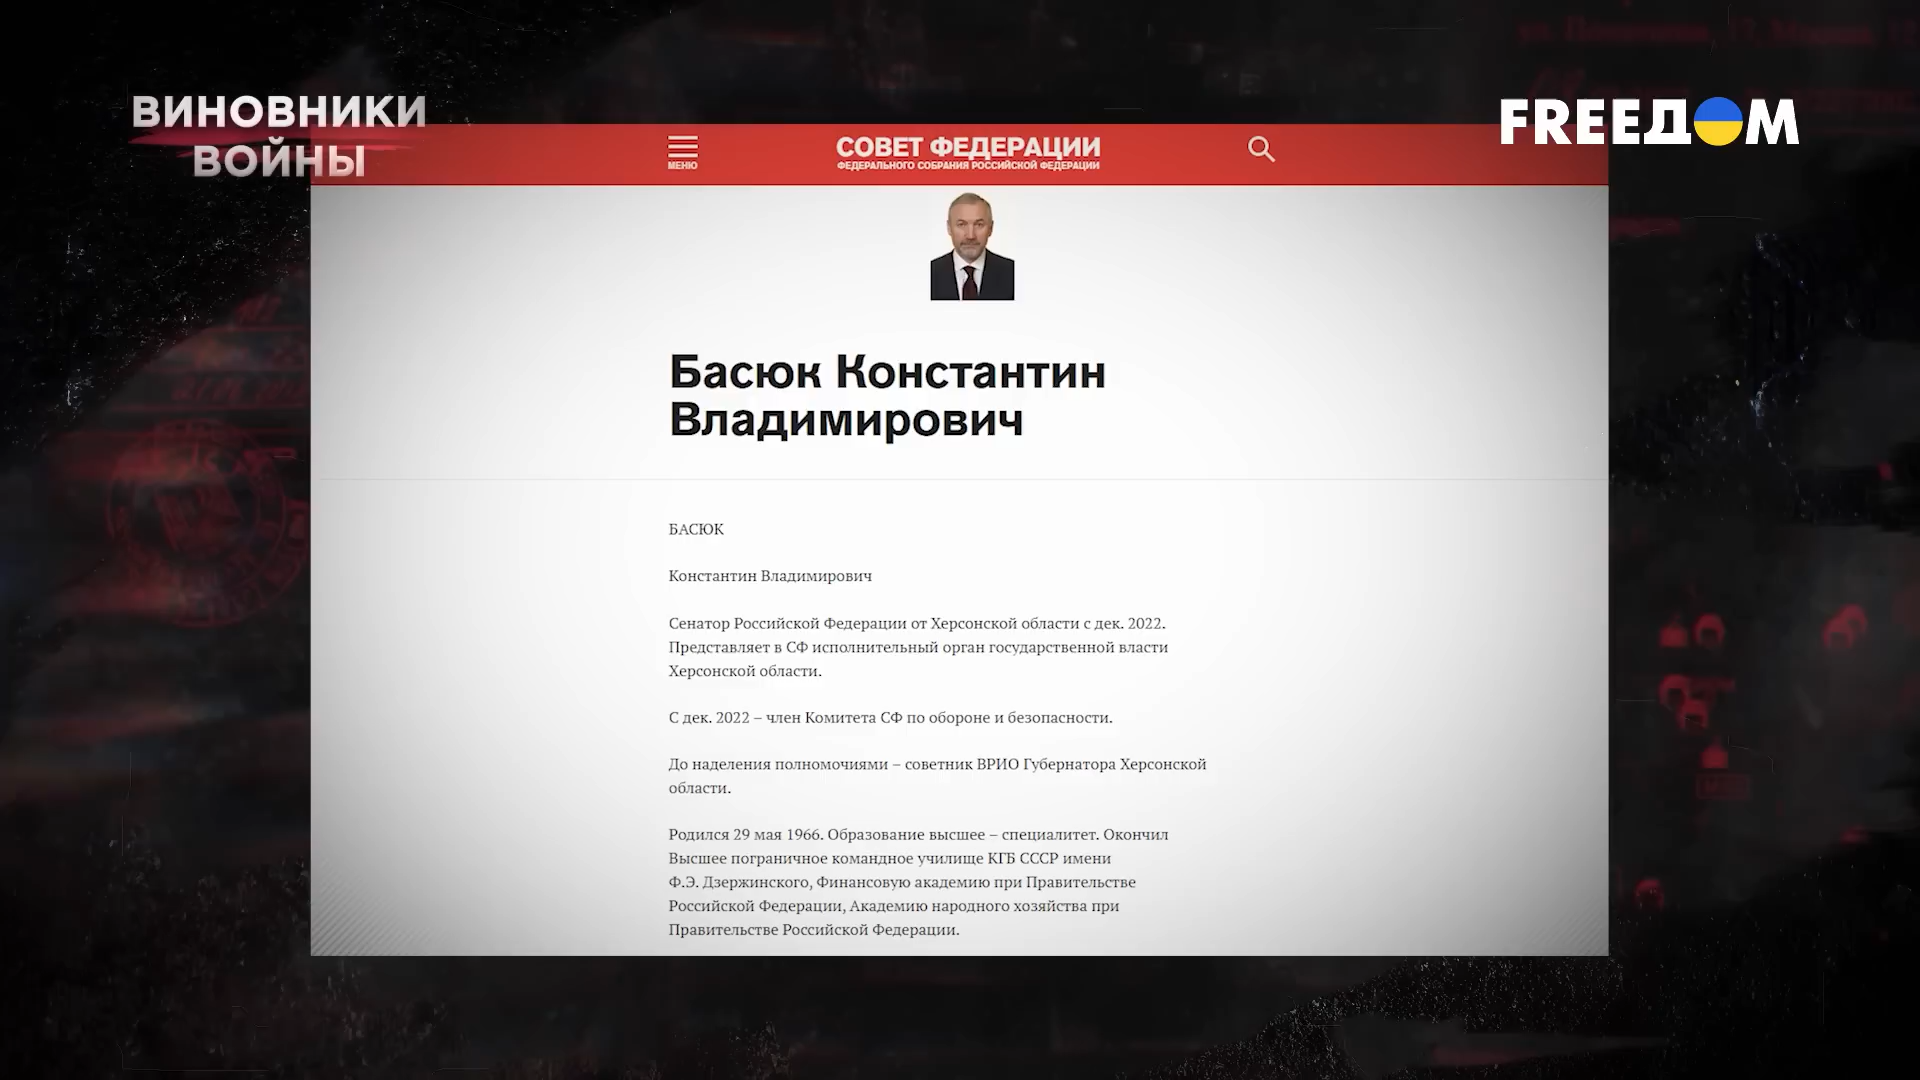 ВИНОВНИКИ
ВОЙНЫ
FREEДОМ
МЕНЮ
СОВЕТ ФЕДЕРАЦИИ
ФЕДЕРАЛЬНОГО СОБРАНИЯ РОССИЙСКОЙ ФЕДЕРАЦИИ
Басюк Константин
Владимирович
БАСЮК
Константин Владимирович
Сенатор Российской Федерации от Херсонской области с дек. 2022.
Представляет в СФ исполнительный орган государственной власти
Херсонской области.
С дек. 2022 – член Комитета СФ по обороне и безопасности.
До наделения полномочиями – советник ВРИО Губернатора Херсонской
области.
Родился 29 мая 1966. Образование высшее – специалитет. Окончил
Высшее пограничное командное училище КГБ СССР имени
Ф.Э. Дзержинского, Финансовую академию при Правительстве
Российской Федерации, Академию народного хозяйства при
Правительстве Российской Федерации.